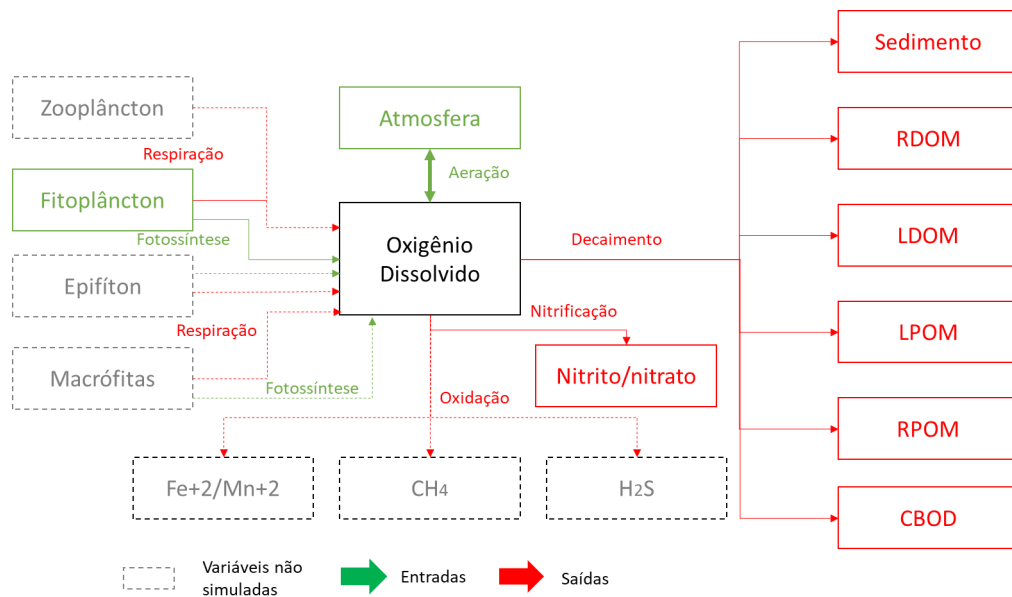 Sedimento
Zooplâncton
Atmosfera
RDOM
Respiração
Aeração
Fitoplâncton
Fotossíntese
Oxigênio
Dissolvido
Decaimento
LDOM
Epifíton
Nitrificação
Respiração
LPOM
Macrófitas
Fotossíntese
Nitrito/nitrato
Oxidação
RPOM
Fe+2/Mn+2
CH4
H2S
CBOD
Variáveis não
simuladas
Entradas
Saídas